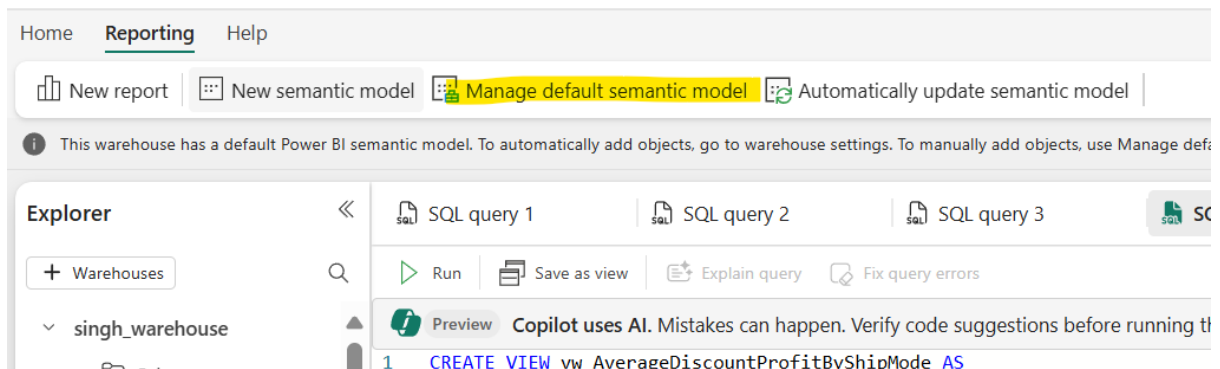 Home Reporting Help
New report New semantic model Manage default semantic model Automatically update semantic model
This warehouse has a default Power BI semantic model. To automatically add objects, go to warehouse settings. To manually add objects, use Manage defa
Explorer
SQL query 1 SQL query 2 SQL query 3
+ Warehouses
Run Save as view Explain query Fix query errors
singh_warehouse
Preview Copilot uses AI. Mistakes can happen. Verify code suggestions before running th
1 CREATE VIEW vw_AverageDiscountProfitByShipMode AS